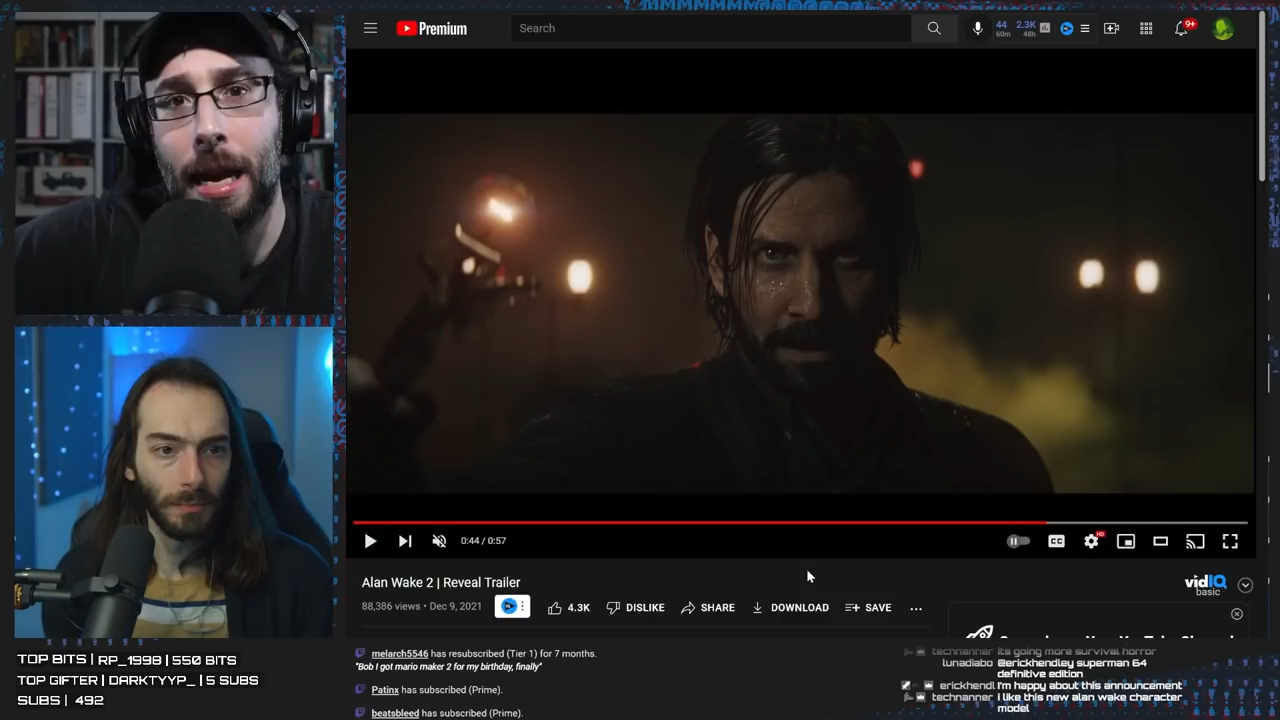 Premium
Search
44
60m
2.3K
48h
9+
0:44 / 0:57
CC
HD
Alan Wake 2 | Reveal Trailer
88,386 views • Dec 9, 2021
4.3K
DISLIKE
SHARE
DOWNLOAD
SAVE
vidIQ
basic
TOP BITS | RP_1998 | 550 BITS
TOP GIFTER | DARKTYYP_ | 5 SUBS
SUBS | 492
melarch5546 has resubscribed (Tier 1) for 7 months.
"Bob I got mario maker 2 for my birthday, finally"
Patinx has subscribed (Prime).
beatsbleed has subscribed (Prime).
technanner its going more survival horror
lunadiabo @erickhendley superman 64
definitive edition
erickhendl I'm happy about this announcement
technanner i like this new alan wake character
model